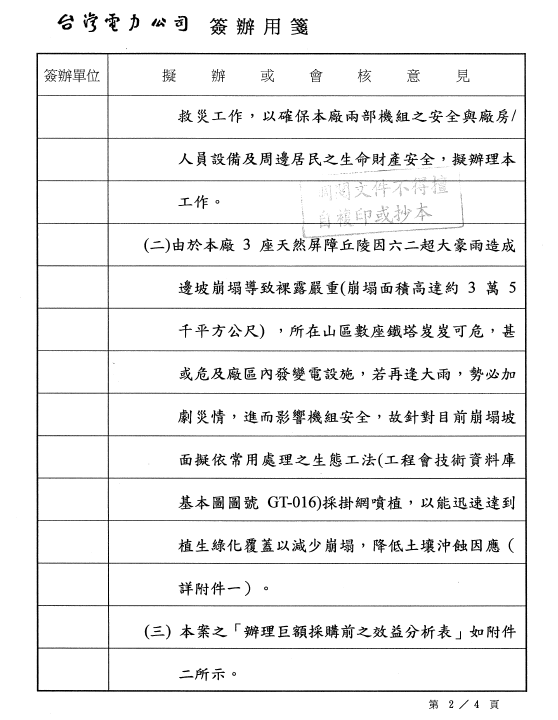 台灣電力公司 簽辦用箋
簽辦單位 擬辦或會核意見
救災工作，以確保本廠兩部機組之安全與廠房/
人員設備及周邊居民之生命財產安全，擬辦理本
工作。
調閱文件不得擅
自複印或抄本
(二)由於本廠 3 座天然屏障丘陵因六二超大豪雨造成
邊坡崩塌導致裸露嚴重(崩塌面積高達約 3 萬 5
千平方公尺)，所在山區數座鐵塔岌岌可危，甚
或危及廠區內發變電設施，若再逢大雨，勢必加
劇災情，進而影響機組安全，故針對目前崩塌坡
面擬依常用處理之生態工法(工程會技術資料庫
基本圖圖號 GT-016)採掛網噴植，以能迅速達到
植生綠化覆蓋以減少崩塌，降低土壤沖蝕因應（
詳附件一）。
(三) 本案之「辦理巨額採購前之效益分析表」如附件
二所示。
第 2／4 頁